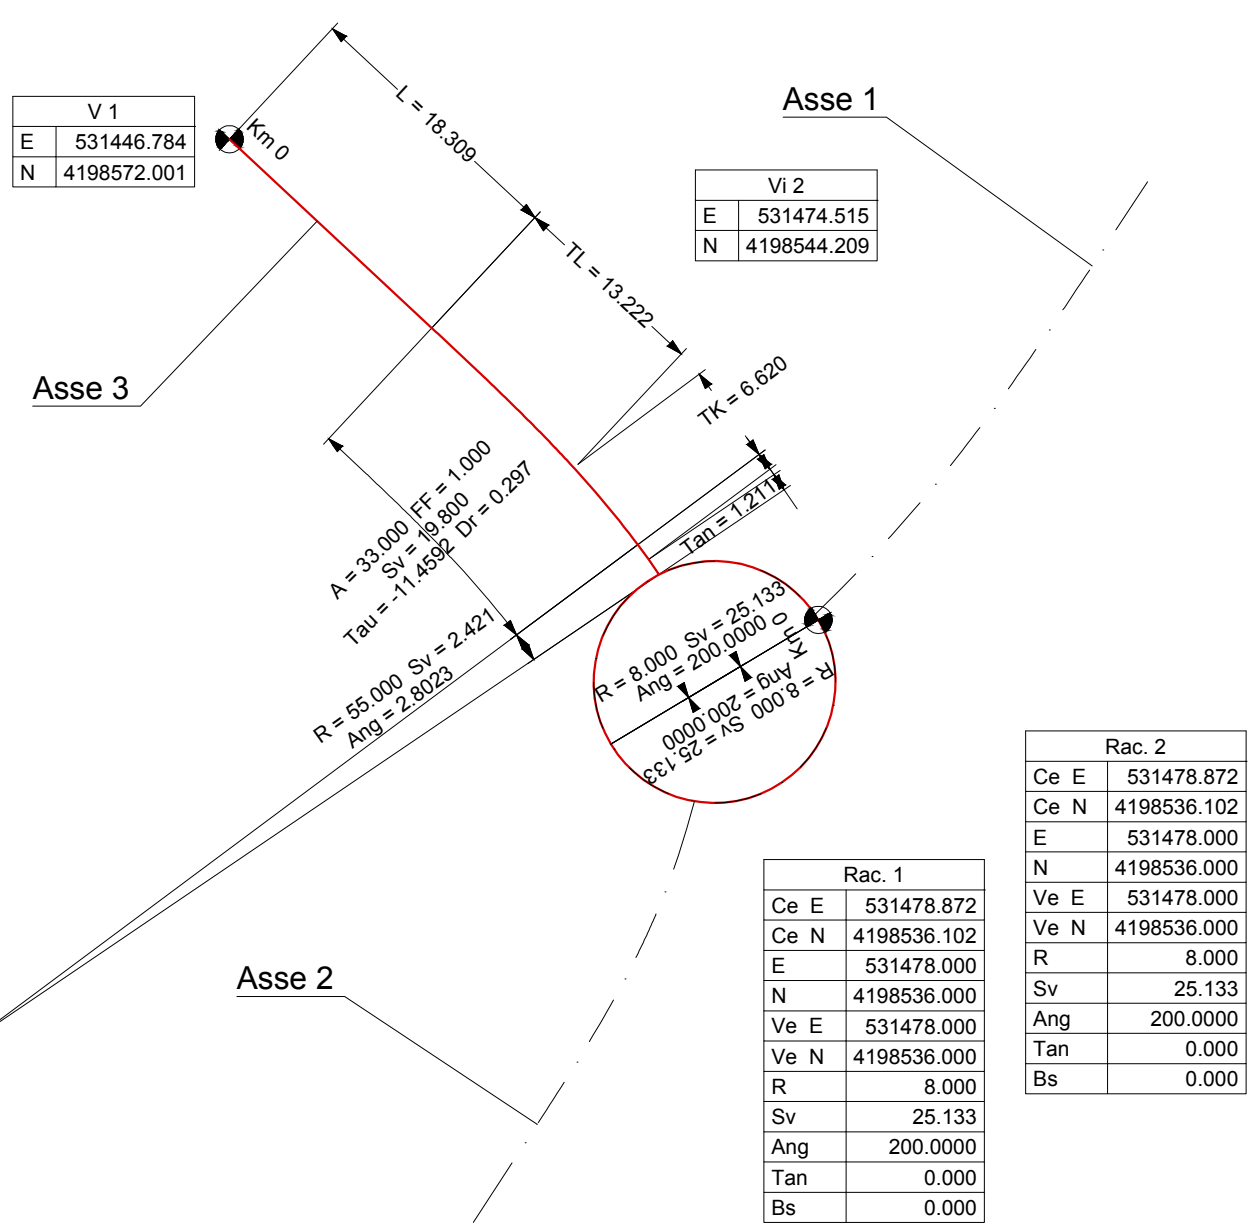 V 1
E 531446.784
N 4198572.001
Km 0
L = 18.309
Asse 1
Vi 2
E 531474.515
N 4198544.209
TL = 13.222
TK = 6.620
Asse 3
A = 33.000 FF = 1.000
Sv = 19.800
Tau = -11.4592 Dr = 0.297
Tan = 1.211
R = 55.000 Sv = 2.421
Ang = 2.8023
R = 8.000 Sv = 25.133
Ang = 200.0000
Km 0
Ang = 200.0000
R = 8.000 Sv = 25.133
Asse 2
Rac. 1
Ce E 531478.872
Ce N 4198536.102
E 531478.000
N 4198536.000
Ve E 531478.000
Ve N 4198536.000
R 8.000
Sv 25.133
Ang 200.0000
Tan 0.000
Bs 0.000
Rac. 2
Ce E 531478.872
Ce N 4198536.102
E 531478.000
N 4198536.000
Ve E 531478.000
Ve N 4198536.000
R 8.000
Sv 25.133
Ang 200.0000
Tan 0.000
Bs 0.000